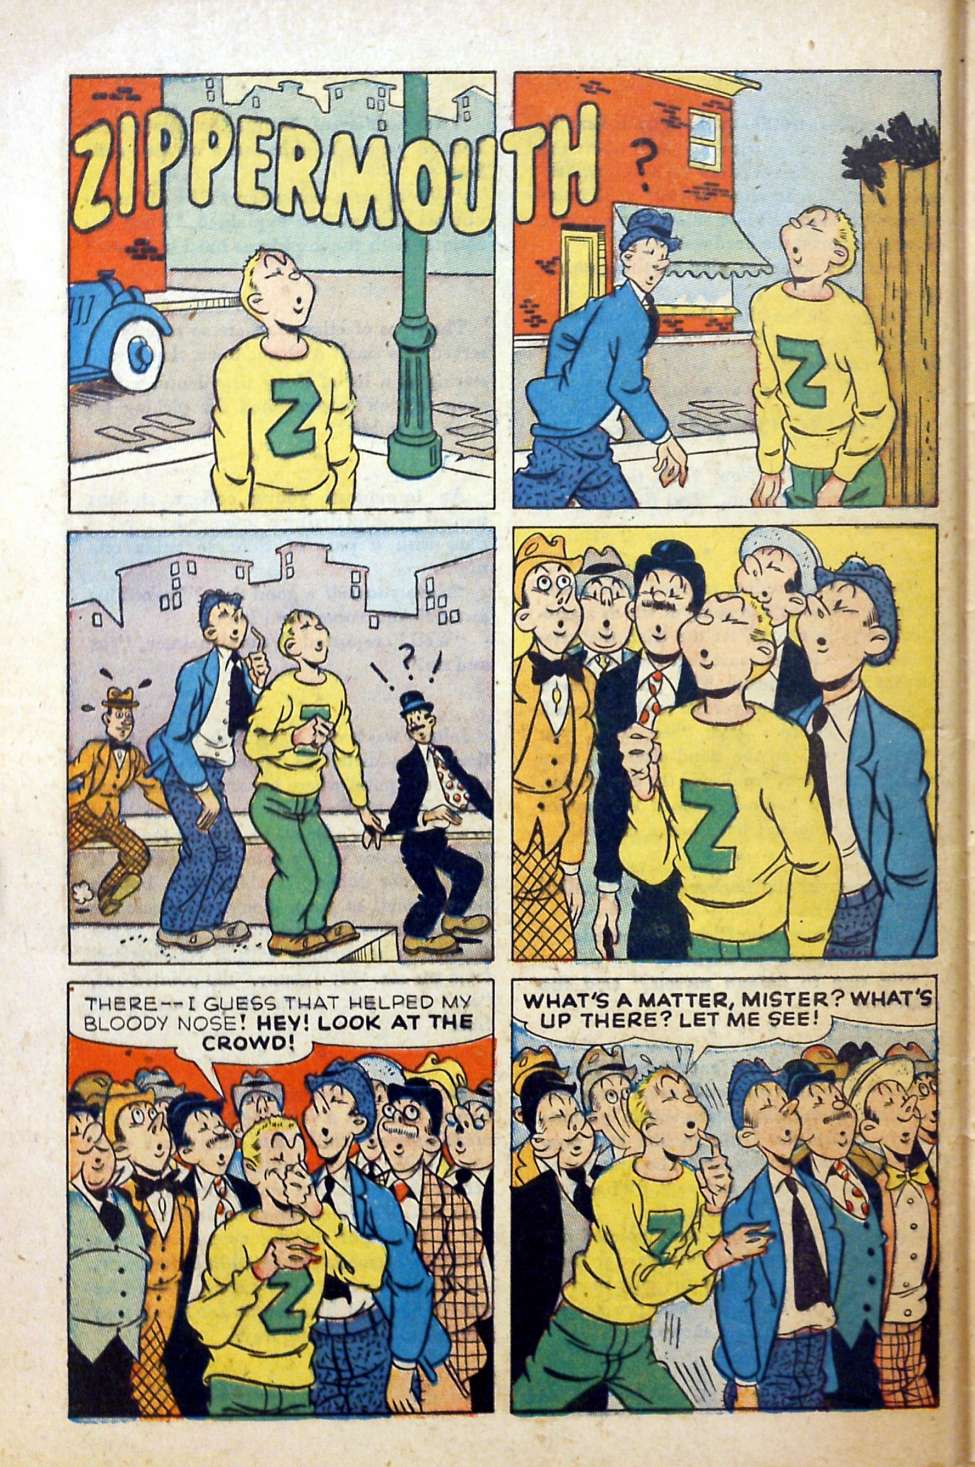 ZIPPERMOUTH
?
Z
Z
! ? !
Z
Z
THERE--I GUESS THAT HELPED MY
BLOODY NOSE! HEY! LOOK AT THE
CROWD!
Z
WHAT'S A MATTER, MISTER? WHAT'S
UP THERE? LET ME SEE!
Z